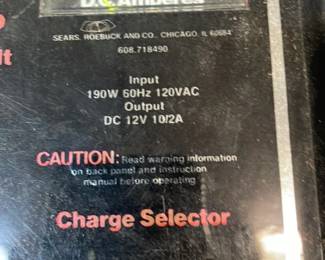 D.C. Amperes
SEARS, ROEBUCK AND CO., CHICAGO, IL 60684
608.718490
Input
190W 60Hz 120VAC
Output
DC 12V 10/2A
CAUTION: Read warning information
on back panel and instruction
manual before operating
Charge Selector